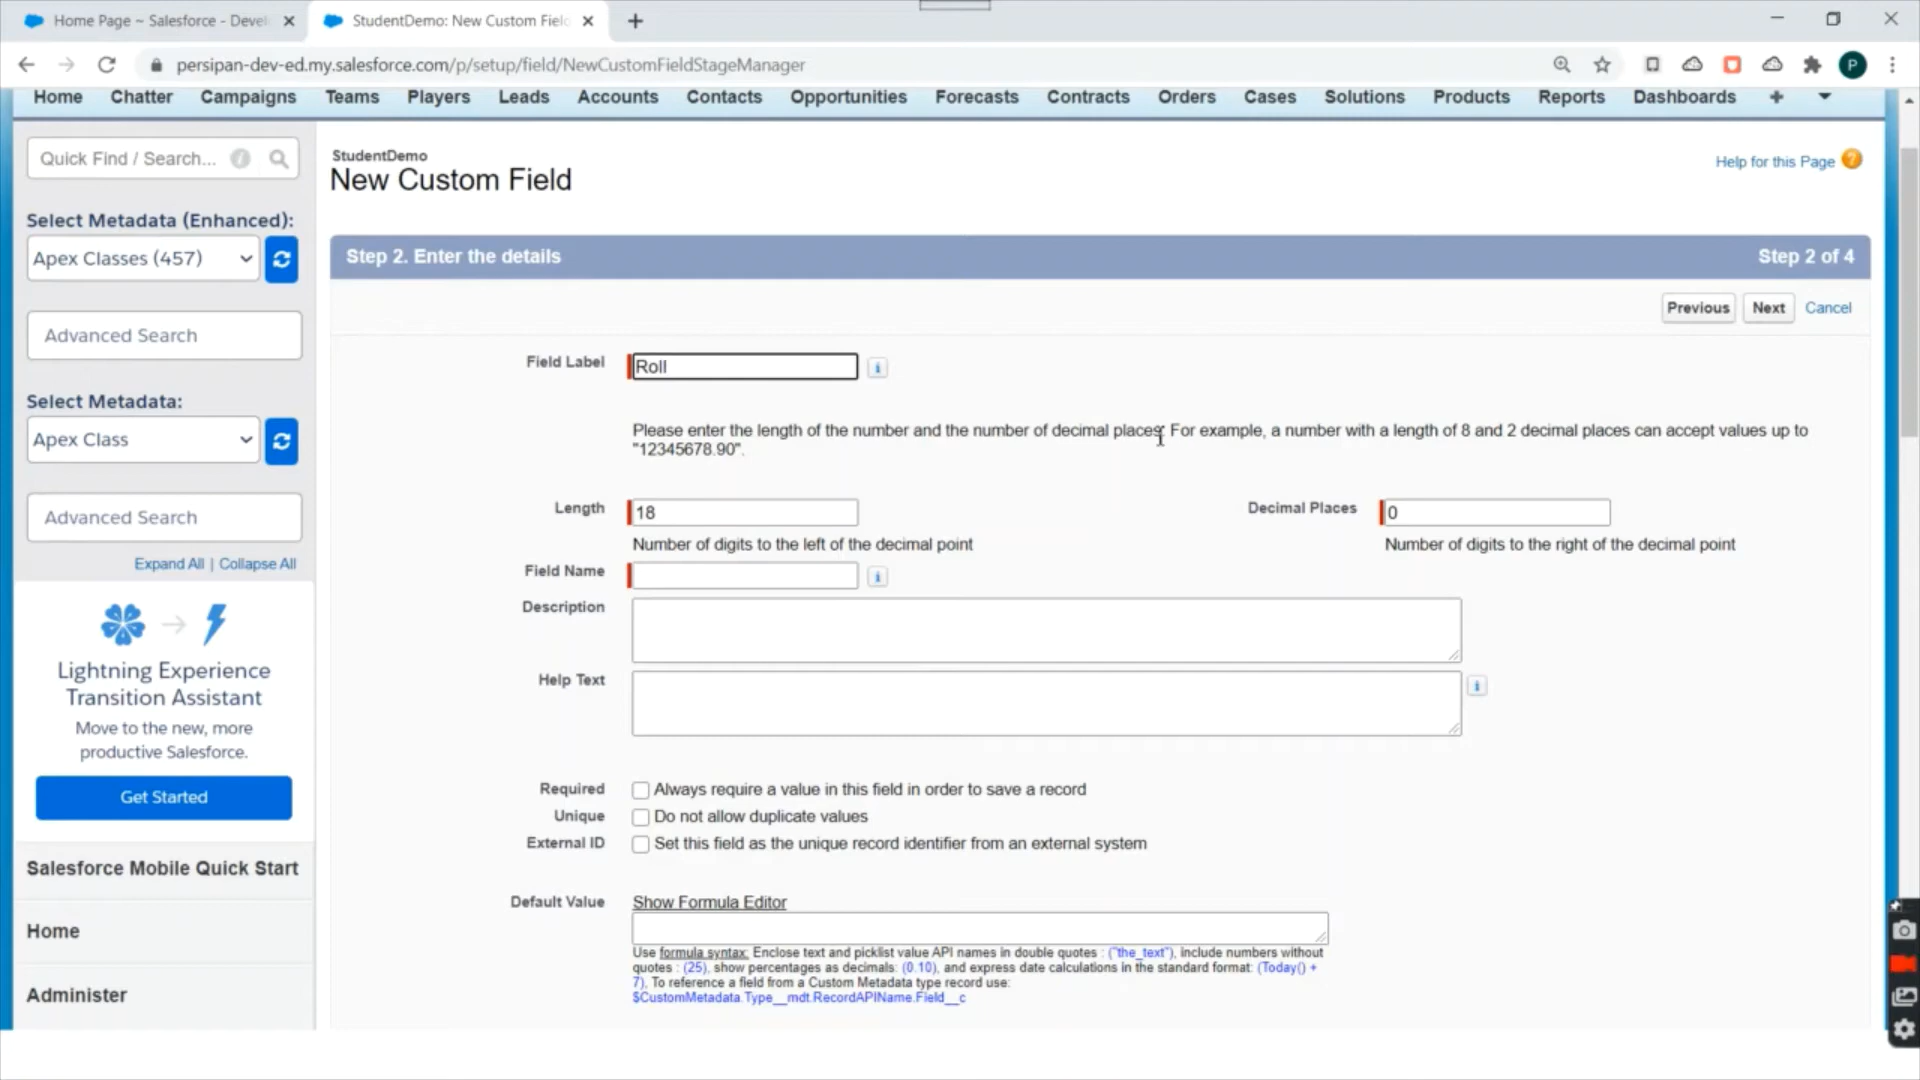 Home Page ~ Salesforce - Devel
StudentDemo: New Custom Field
persipan-dev-ed.my.salesforce.com/p/setup/field/NewCustomFieldStageManager
P
Home Chatter Campaigns Teams Players Leads Accounts Contacts Opportunities Forecasts Contracts Orders Cases Solutions Products Reports Dashboards +
Quick Find / Search...
StudentDemo
New Custom Field
Help for this Page ?
Select Metadata (Enhanced):
Apex Classes (457)
Advanced Search
Select Metadata:
Apex Class
Advanced Search
Expand All | Collapse All
Lightning Experience
Transition Assistant
Move to the new, more
productive Salesforce.
Get Started
Salesforce Mobile Quick Start
Home
Administer
Step 2. Enter the details
Step 2 of 4
Previous Next Cancel
Field Label Roll i
Please enter the length of the number and the number of decimal places. For example, a number with a length of 8 and 2 decimal places can accept values up to
"12345678.90".
Length 18 Decimal Places 0
Number of digits to the left of the decimal point Number of digits to the right of the decimal point
Field Name i
Description
Help Text i
Required Always require a value in this field in order to save a record
Unique Do not allow duplicate values
External ID Set this field as the unique record identifier from an external system
Default Value Show Formula Editor
Use formula syntax: Enclose text and picklist value API names in double quotes : ("the_text"), include numbers without
quotes : (25), show percentages as decimals: (0.10), and express date calculations in the standard format: (Today() +
7), To reference a field from a Custom Metadata type record use:
$CustomMetadata.Type__mdt.RecordAPIName.Field__c